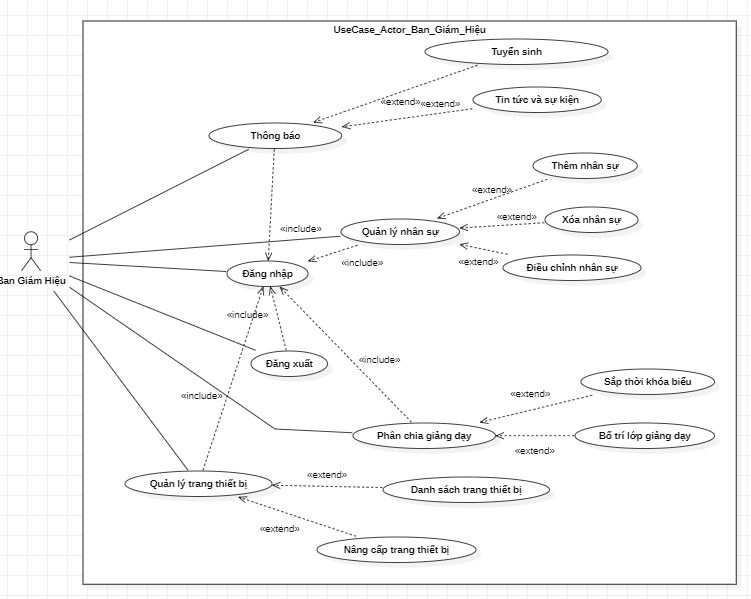 UseCase_Actor_Ban_Giám_Hiệu
Tuyển sinh
«extend»
«extend»
Tin tức và sự kiện
Thông báo
Thêm nhân sự
«extend»
Xóa nhân sự
«extend»
«include»
Quản lý nhân sự
Ban Giám Hiệu
Đăng nhập
«include»
«extend»
Điều chỉnh nhân sự
«include»
Đăng xuất
«include»
Sắp thời khóa biểu
«include»
«extend»
Phân chia giảng dạy
Bố trí lớp giảng dạy
«extend»
Quản lý trang thiết bị
«extend»
Danh sách trang thiết bị
«extend»
Nâng cấp trang thiết bị